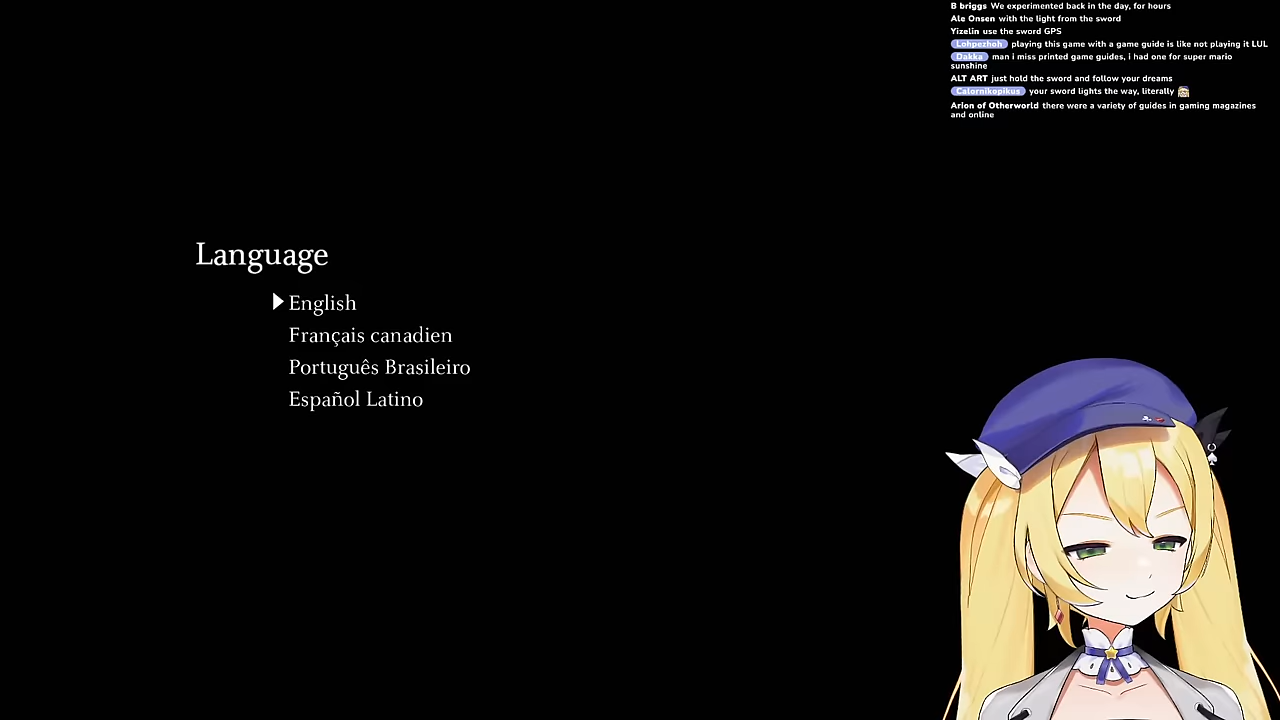 B briggs We experimented back in the day, for hours
Ale Onsen with the light from the sword
Yizelin use the sword GPS
Lohpezhoh playing this game with a game guide is like not playing it LUL
Dakka man i miss printed game guides, i had one for super mario
sunshine
ALT ART just hold the sword and follow your dreams
Calornikopikus your sword lights the way, literally
Arion of Otherworld there were a variety of guides in gaming magazines
and online
Language
English
Français canadien
Português Brasileiro
Español Latino